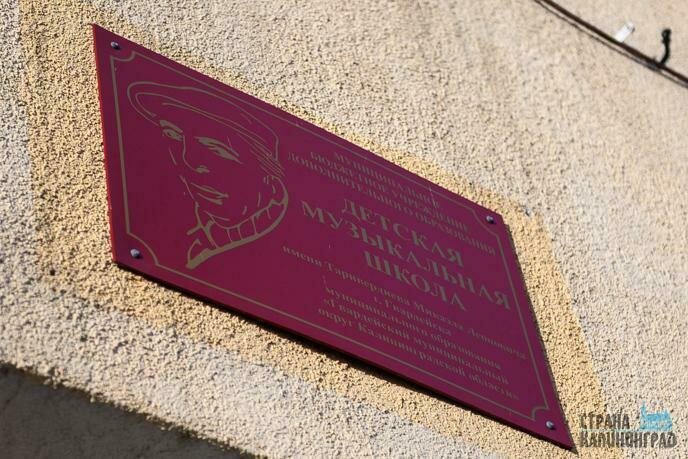 МУНИЦИПАЛЬНОЕ
БЮДЖЕТНОЕ УЧРЕЖДЕНИЕ
ДОПОЛНИТЕЛЬНОГО ОБРАЗОВАНИЯ
ДЕТСКАЯ
МУЗЫКАЛЬНАЯ
ШКОЛА
имени Таривердиева Микаэла Леоновича
г. Гвардейска
муниципального образования
«Гвардейский муниципальный
округ Калининградской области»
СТРАНА
КАЛИНИНГРАД